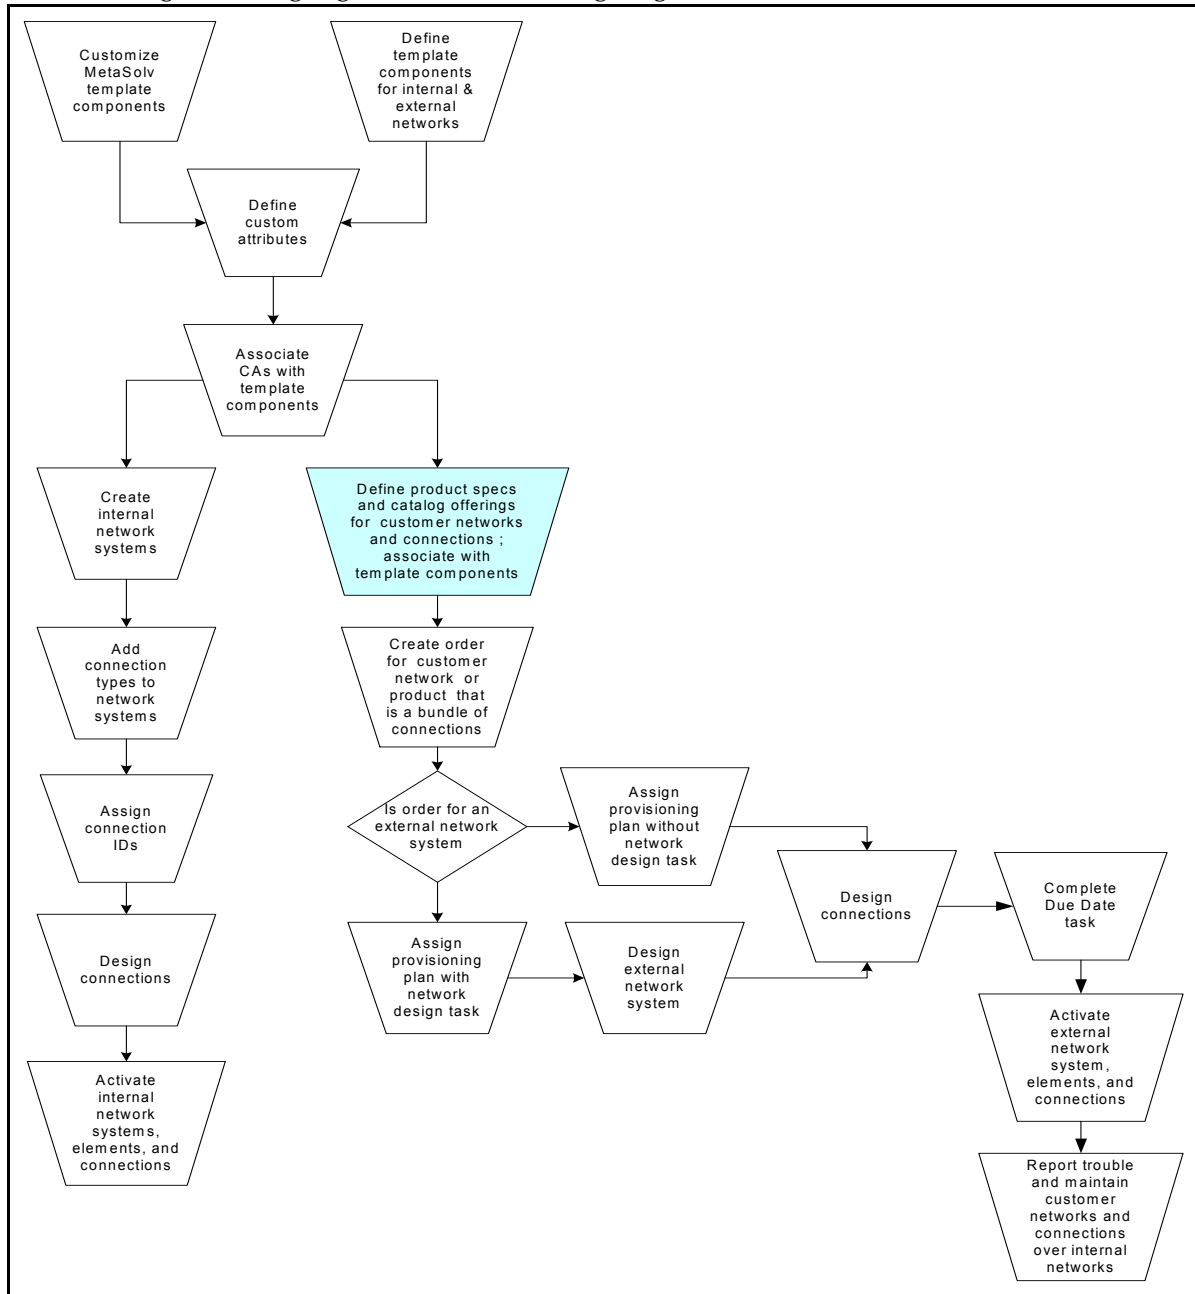 Customize
MetaSolv
template
components
Define
template
components
for internal &
external
networks
Define
custom
attributes
Associate
CAs with
template
components
Create
internal
network
systems
Define product specs
and catalog offerings
for customer networks
and connections ;
associate with
template components
Add
connection
types to
network
systems
Create order
for customer
network or
product that
is a bundle of
connections
Assign
connection
IDs
Is order for an
external network
system
Assign
provisioning
plan without
network
design task
Design
connections
Complete
Due Date
task
Design
connections
Assign
provisioning
plan with
network
design task
Design
external
network
system
Activate
external
network
system,
elements, and
connections
Activate
internal
network
systems,
elements, and
connections
Report trouble
and maintain
customer
networks and
connections
over internal
networks